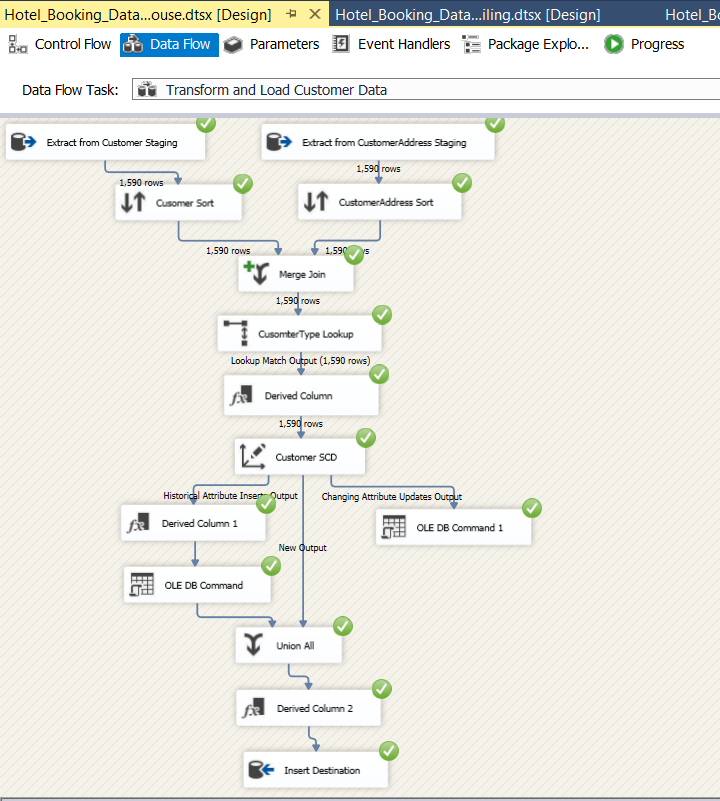 Hotel_Booking_Data...ouse.dtsx [Design]
Hotel_Booking_Data...iling.dtsx [Design]
Hotel_Bo
Control Flow
Data Flow
Parameters
Event Handlers
Package Explo...
Progress
Data Flow Task:
Transform and Load Customer Data
Extract from Customer Staging
Extract from CustomerAddress Staging
1,590 rows
1,590 rows
Cusomer Sort
CustomerAddress Sort
1,590 rows
1,590 rows
Merge Join
1,590 rows
CusomterType Lookup
Lookup Match Output (1,590 rows)
Derived Column
1,590 rows
Customer SCD
Historical Attribute Inserts Output
Changing Attribute Updates Output
Derived Column 1
OLE DB Command 1
New Output
OLE DB Command
Union All
Derived Column 2
Insert Destination